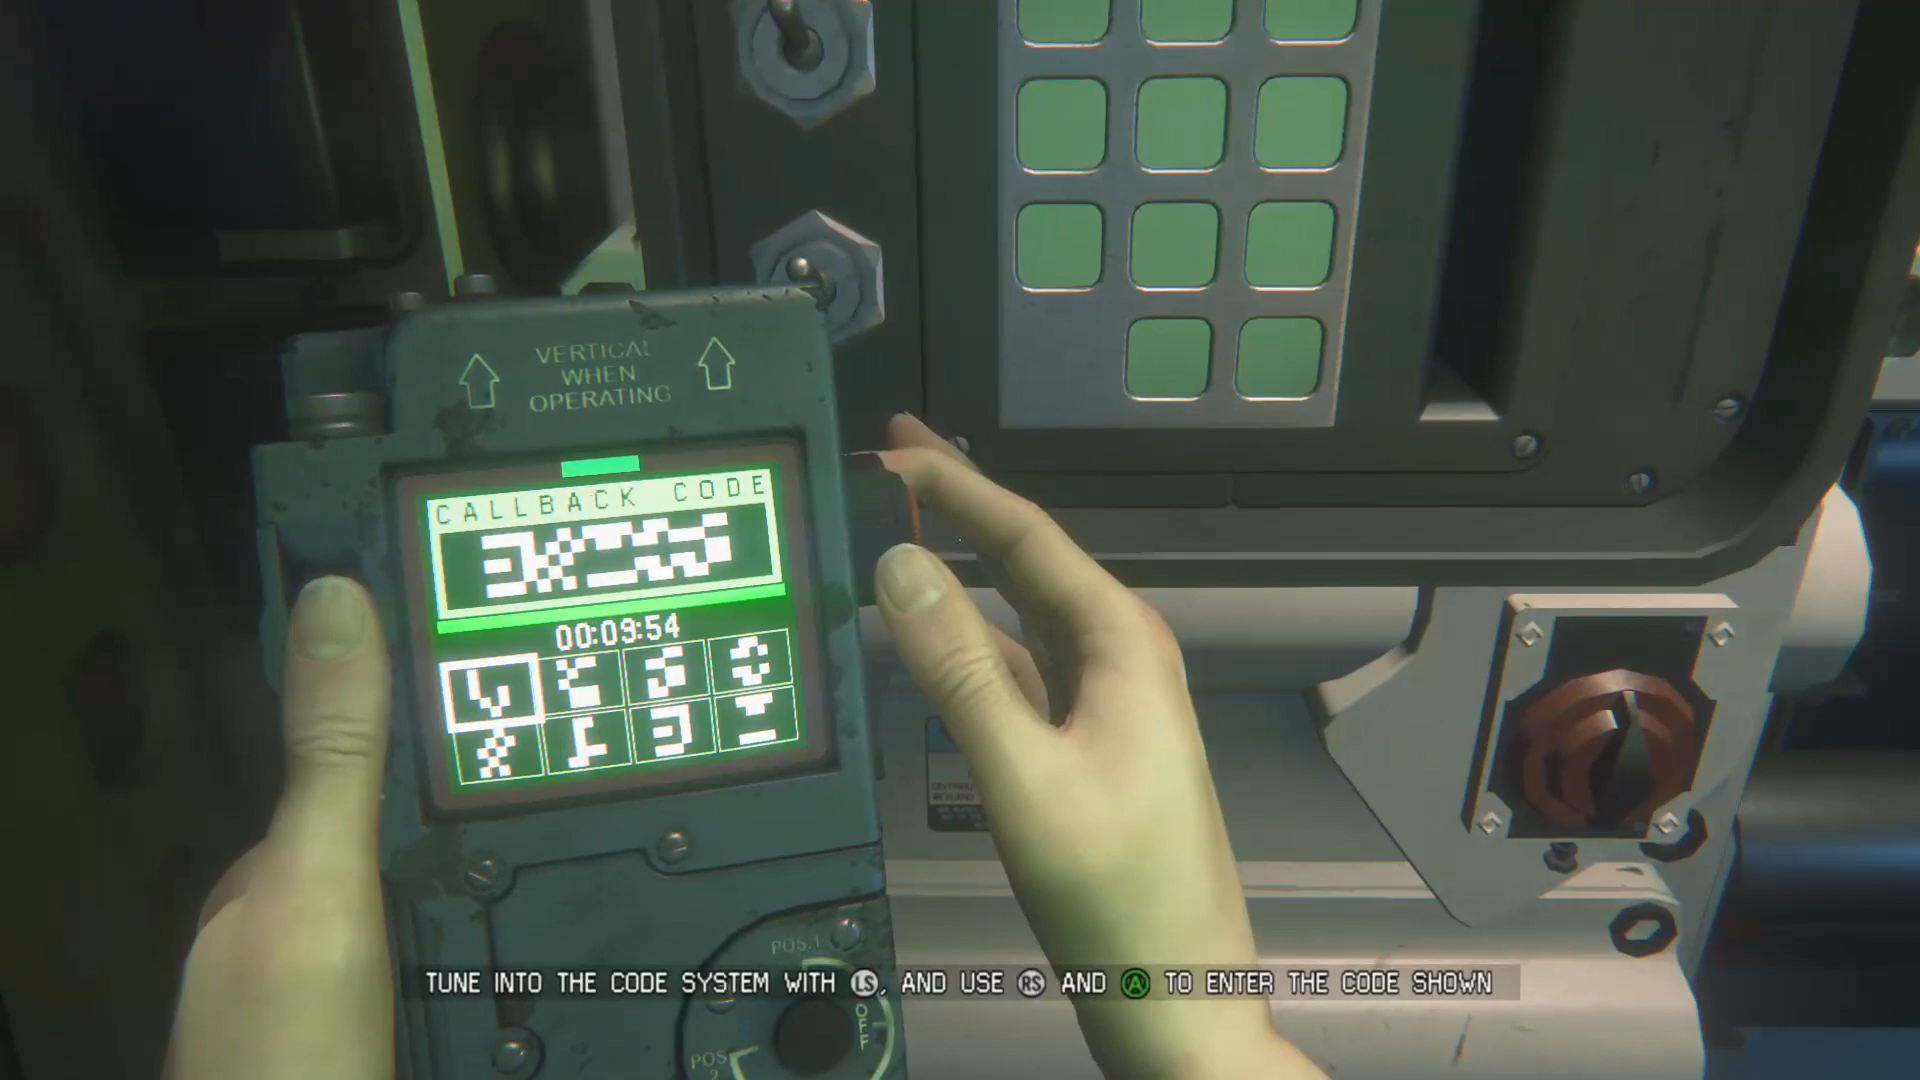 VERTICAL
WHEN
OPERATING
CALLBACK CODE
00:09:54
POS.1
TUNE INTO THE CODE SYSTEM WITH LS, AND USE RS AND A TO ENTER THE CODE SHOWN
OFF
POS
2